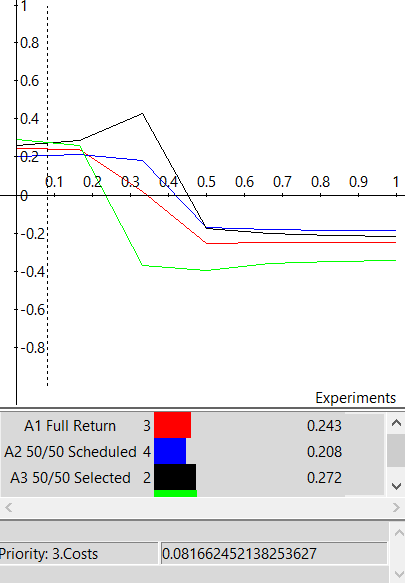 1
0.8
0.6
0.4
0.2
0.1 0.2 0.3 0.4 0.5 0.6 0.7 0.8 0.9 1
0
-0.2
-0.4
-0.6
-0.8
Experiments
A1 Full Return 3 0.243
A2 50/50 Scheduled 4 0.208
A3 50/50 Selected 2 0.272
Priority: 3.Costs 0.081662452138253627